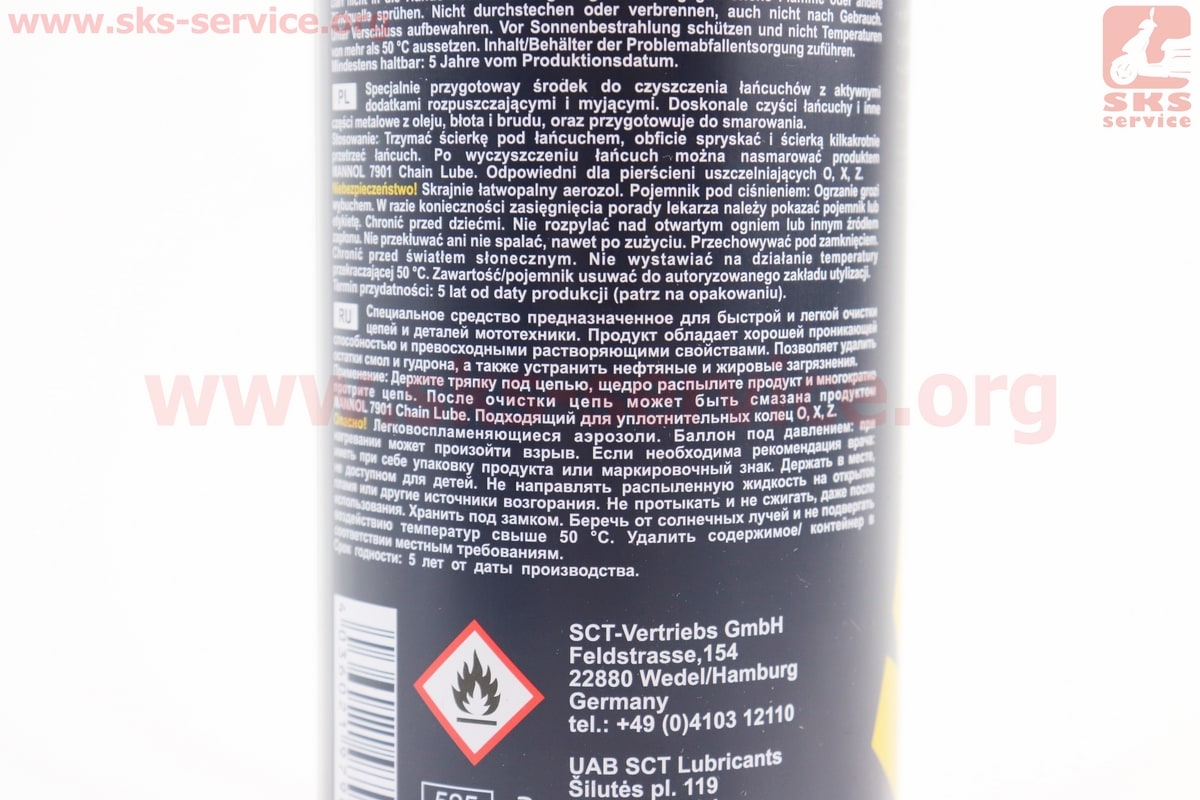 www.sks-service.org
SKS
service
sprühen. Nicht durchstechen oder verbrennen, auch nicht nach Gebrauch.
Unter Verschluss aufbewahren. Vor Sonnenbestrahlung schützen und nicht Temperaturen
von mehr als 50 °C aussetzen. Inhalt/Behälter der Problemabfallentsorgung zuführen.
Mindestens haltbar: 5 Jahre vom Produktionsdatum.
PL Specjalnie przygotowy środek do czyszczenia łańcuchów z aktywnymi
dodatkami rozpuszczającymi i myjącymi. Doskonale czyści łańcuchy i inne
części metalowe z oleju, błota i brudu, oraz przygotowuje do smarowania.
Stosowanie: Trzymać ścierkę pod łańcuchem, obficie spryskać i ścierką kilkakrotnie
przetrzeć łańcuch. Po wyczyszczeniu łańcuch można nasmarować produktem
MANNOL 7901 Chain Lube. Odpowiedni dla pierścieni uszczelniających O, X, Z.
Niebezpieczeństwo! Skrajnie łatwopalny aerozol. Pojemnik pod ciśnieniem: Ogrzanie grozi
wybuchem. W razie konieczności zasięgnięcia porady lekarza należy pokazać pojemnik lub
etykietę. Chronić przed dziećmi. Nie rozpylać nad otwartym ogniem lub innym źródłem
zapłonu. Nie przekłuwać ani nie spalać, nawet po zużyciu. Przechowywać pod zamknięciem.
Chronić przed światłem słonecznym. Nie wystawiać na działanie temperatury
przekraczającej 50 °C. Zawartość/pojemnik usuwać do autoryzowanego zakładu utylizacji.
Termin przydatności: 5 lat od daty produkcji (patrz na opakowaniu).
RU Специальное средство предназначенное для быстрой и легкой очистки
цепей и деталей мототехники. Продукт обладает хорошей проникающей
способностью и превосходными растворяющими свойствами. Позволяет удалить
остатки смол и гудрона, а также устранить нефтяные и жировые загрязнения.
Применение: Держите тряпку под цепью, щедро распылите продукт и многократно
протрите цепь. После очистки цепь может быть смазана продуктом
MANNOL 7901 Chain Lube. Подходящий для уплотнительных колец O, X, Z.
www.sks-service.org
Опасно! Легковоспламеняющиеся аэрозоли. Баллон под давлением: при
нагревании может произойти взрыв. Если необходима рекомендация врача:
иметь при себе упаковку продукта или маркировочный знак. Держать в месте,
не доступном для детей. Не направлять распыленную жидкость на открытое
пламя или другие источники возгорания. Не протыкать и не сжигать, даже после
использования. Хранить под замком. Беречь от солнечных лучей и не подвергать
воздействию температур свыше 50 °C. Удалить содержимое/ контейнер в
соответствии местным требованиям.
Срок годности: 5 лет от даты производства.
SCT-Vertriebs GmbH
Feldstrasse,154
22880 Wedel/Hamburg
Germany
tel.: +49 (0)4103 12110
UAB SCT Lubricants
Šilutės pl. 119